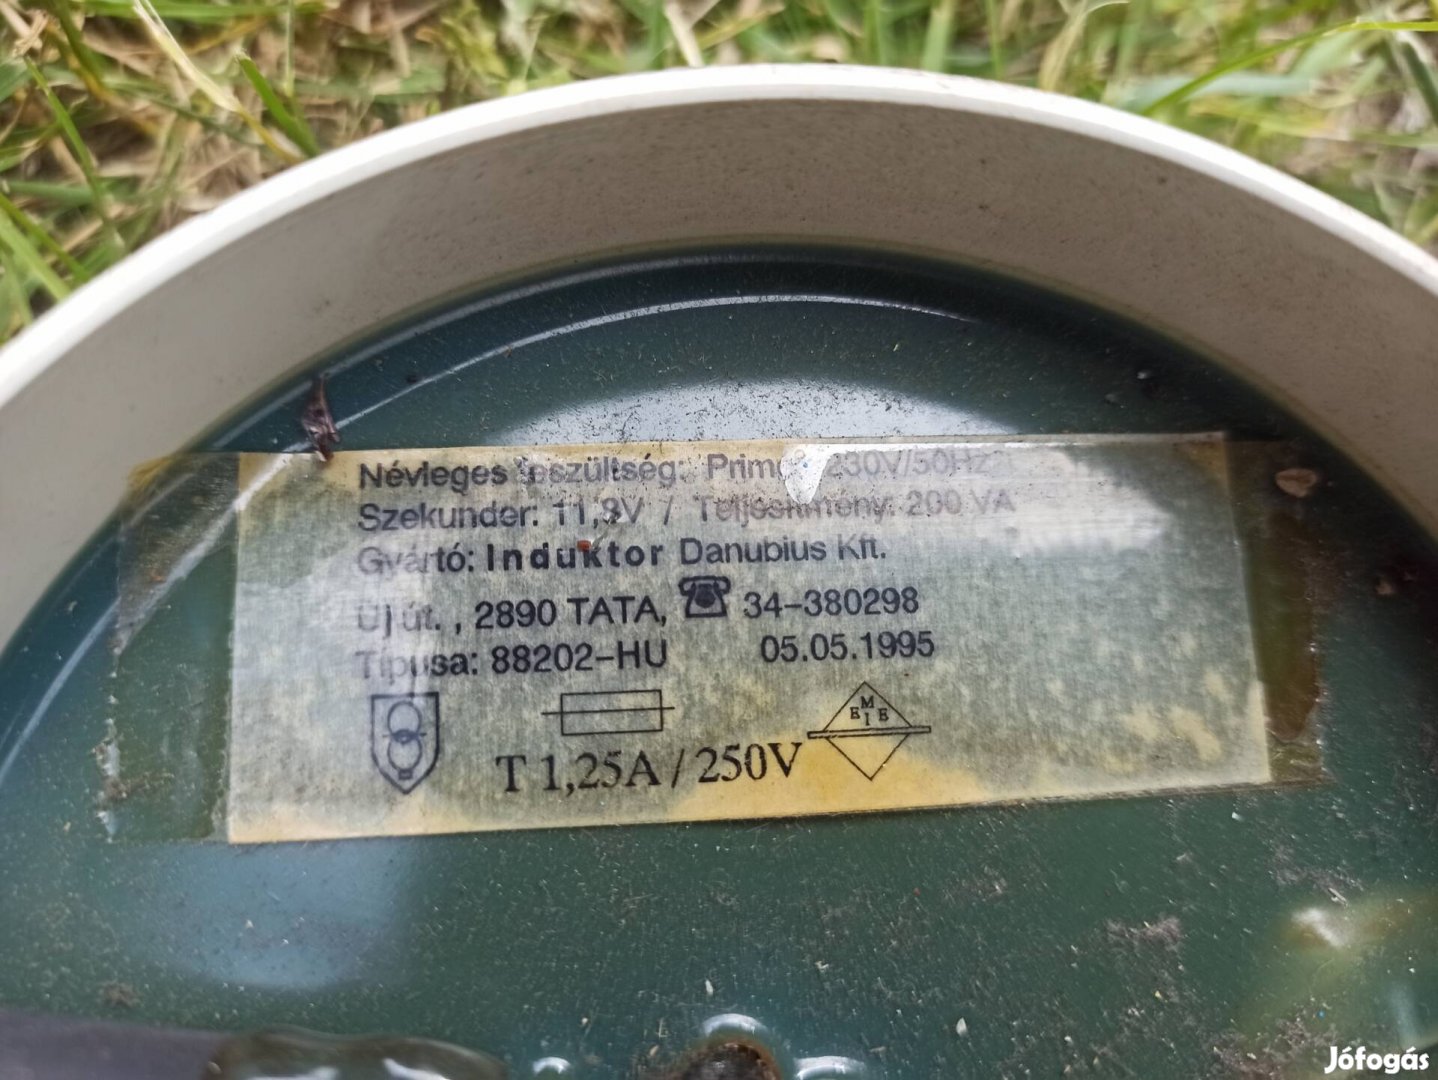 Névleges feszültség: Primer 230V/50Hz
Szekunder: 11,8V / Teljesítmény: 200 VA
Gyártó: Induktor Danubius Kft.
Új út. , 2890 TATA, ☎ 34-380298
Típusa: 88202-HU 05.05.1995
MEIE
T 1,25A / 250V
Jófogás